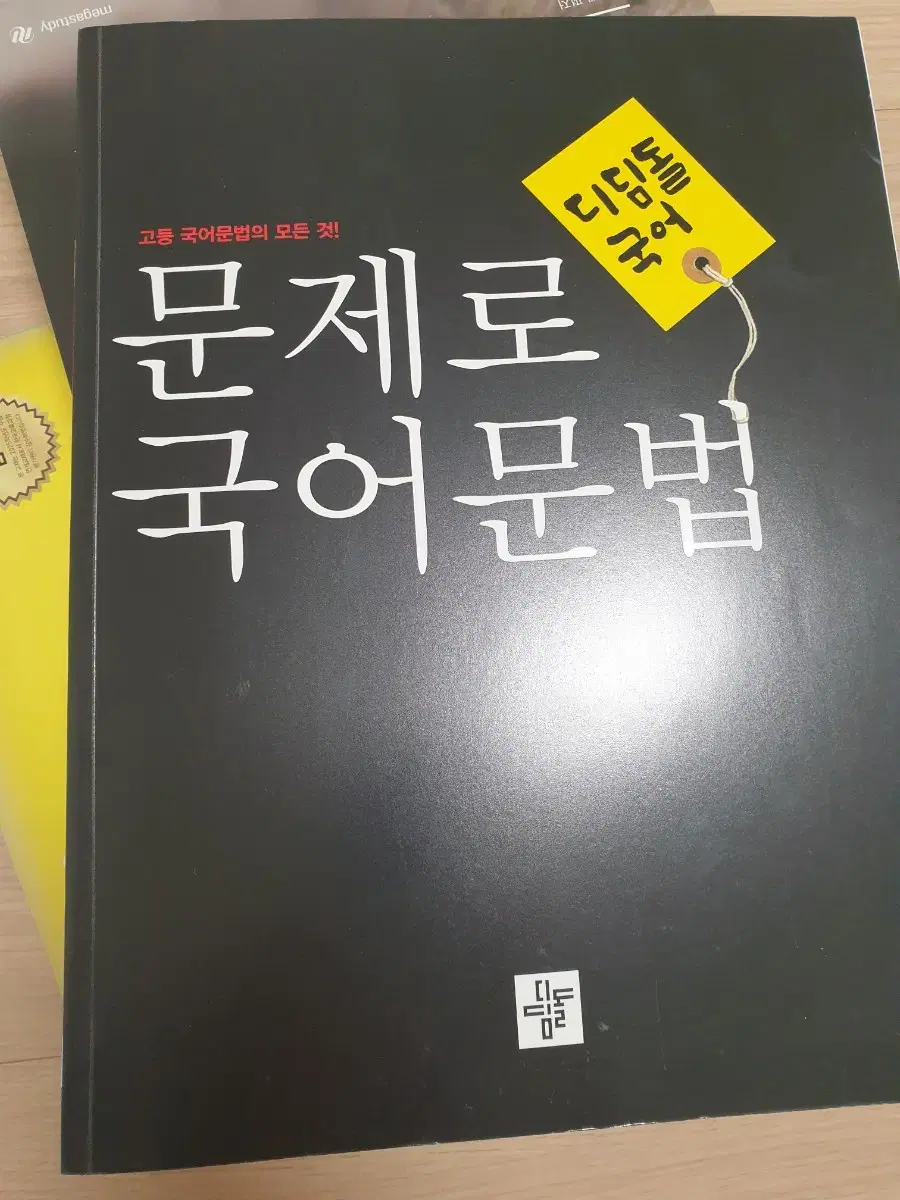 megastudy
디딤돌
국어
고등 국어문법의 모든 것!
문제로
국어문법
디딤돌